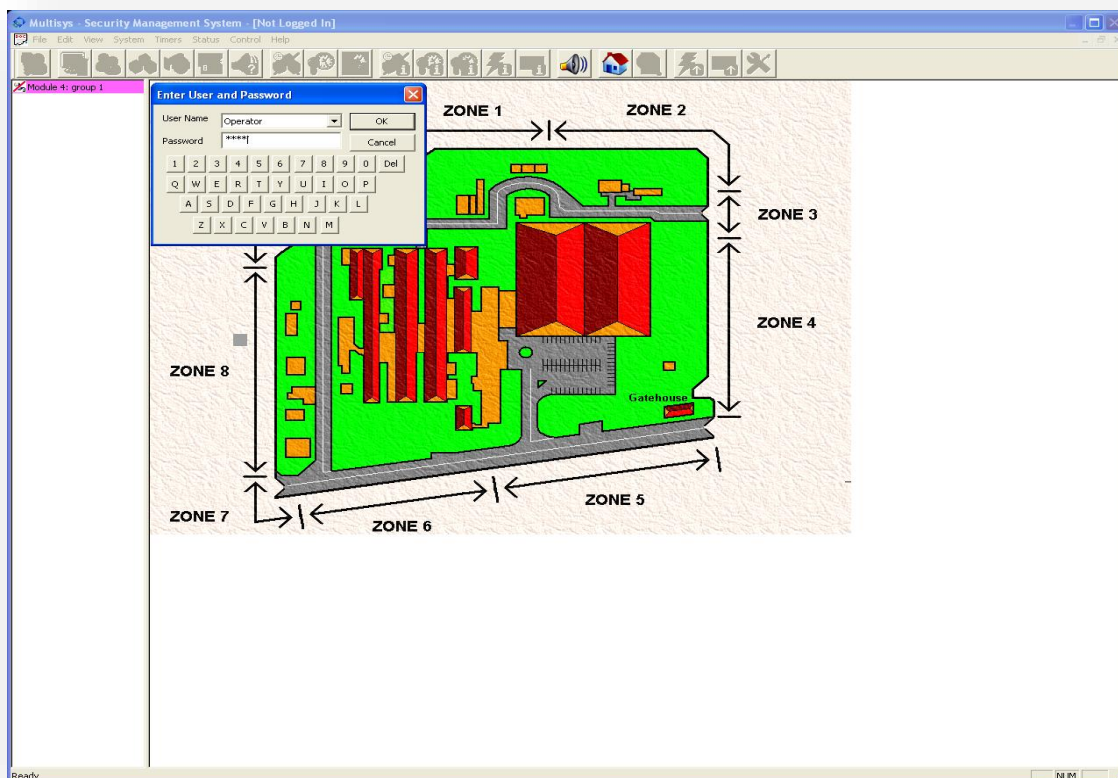 Multisys - Security Management System - [Not Logged In]
File Edit View System Timers Status Control Help
Module 4: group 1
Enter User and Password
User Name Operator OK
Password **** Cancel
1 2 3 4 5 6 7 8 9 0 Del
Q W E R T Y U I O P
A S D F G H J K L
Z X C V B N M
ZONE 1
ZONE 2
ZONE 3
ZONE 4
ZONE 8
Gatehouse
ZONE 5
ZONE 7
ZONE 6
Ready
NUM